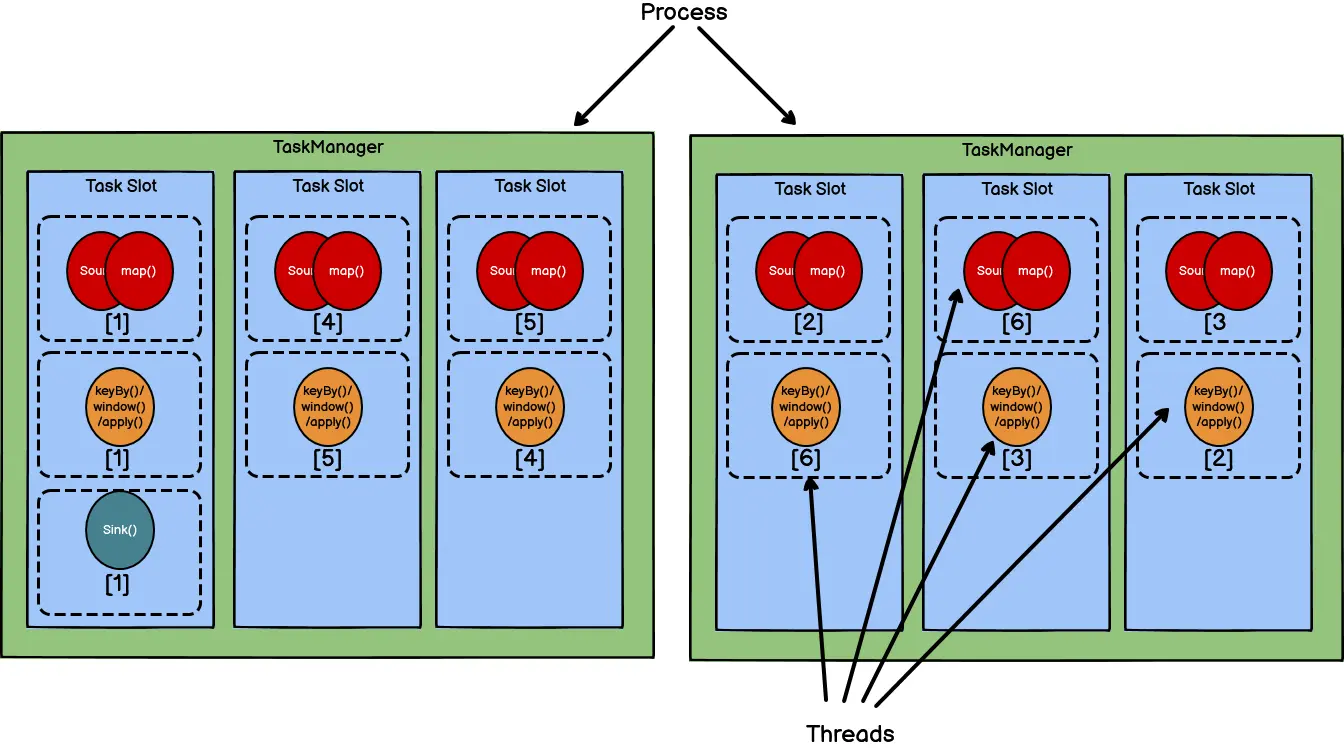 Process
TaskManager
Task Slot
Task Slot
Task Slot
Sour
map()
Sour
map()
Sour
map()
[1]
[4]
[5]
keyBy()/
window()
/apply()
keyBy()/
window()
/apply()
keyBy()/
window()
/apply()
[1]
[5]
[4]
Sink()
[1]
TaskManager
Task Slot
Task Slot
Task Slot
Sour
map()
Sour
map()
Sour
map()
[2]
[6]
[3
keyBy()/
window()
/apply()
keyBy()/
window()
/apply()
keyBy()/
window()
/apply()
[6]
[3]
[2]
Threads